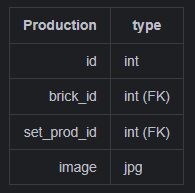 Production type
id int
brick_id int (FK)
set_prod_id int (FK)
image jpg